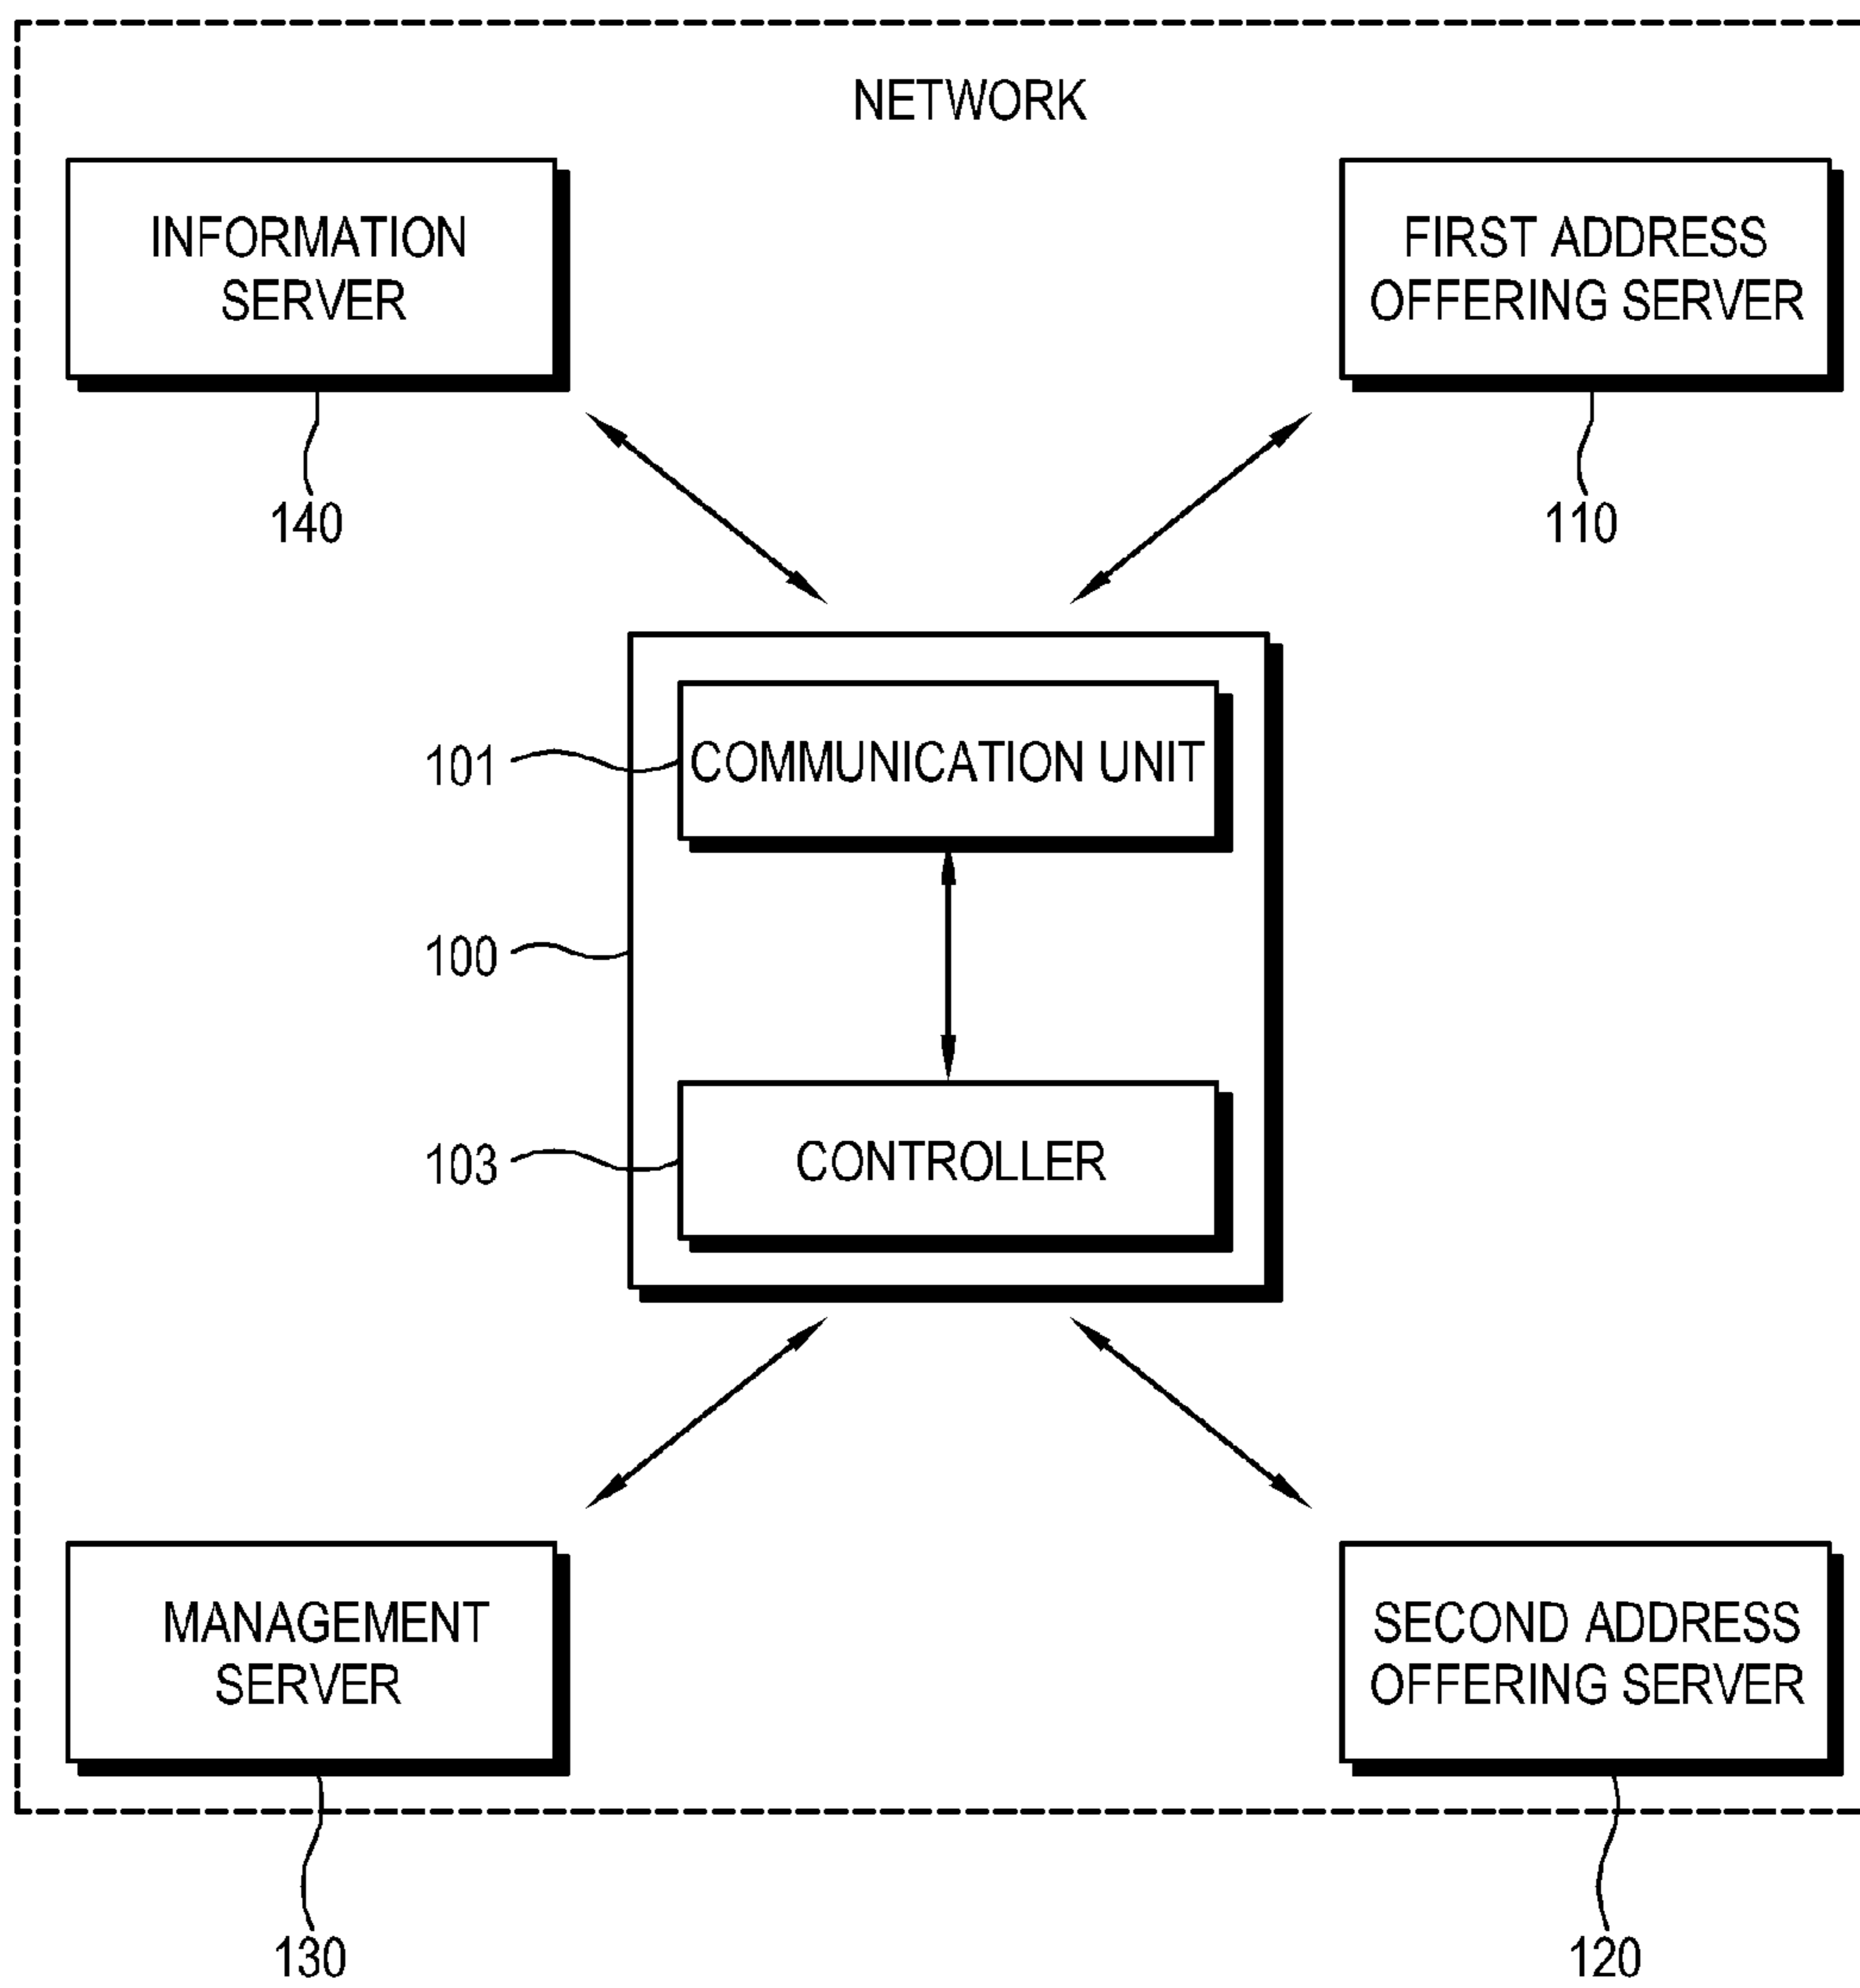 NETWORK
INFORMATION
SERVER
140
FIRST ADDRESS
OFFERING SERVER
110
101
COMMUNICATION UNIT
100
103
CONTROLLER
MANAGEMENT
SERVER
130
SECOND ADDRESS
OFFERING SERVER
120